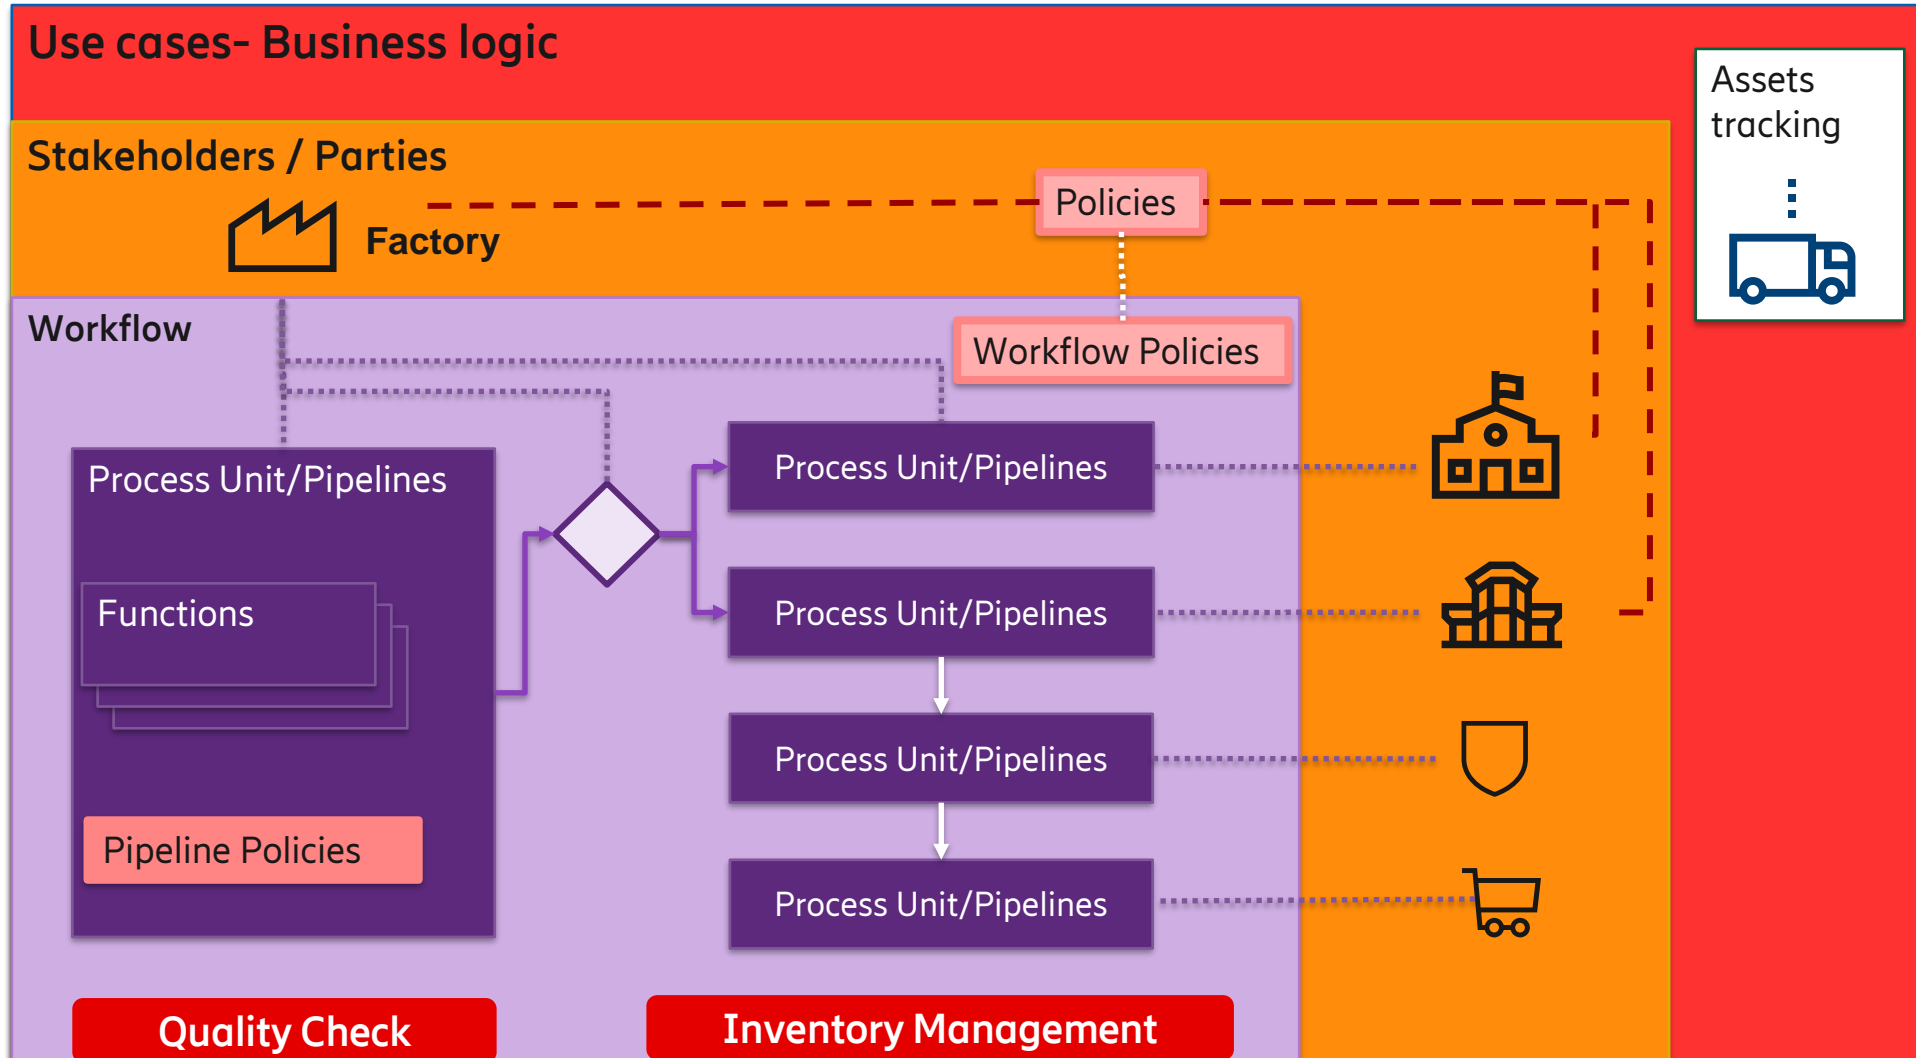 Use cases- Business logic
Assets
tracking
Stakeholders / Parties
Policies
Factory
Workflow
Workflow Policies
Process Unit/Pipelines
Functions
Pipeline Policies
Process Unit/Pipelines
Process Unit/Pipelines
Process Unit/Pipelines
Process Unit/Pipelines
Quality Check
Inventory Management